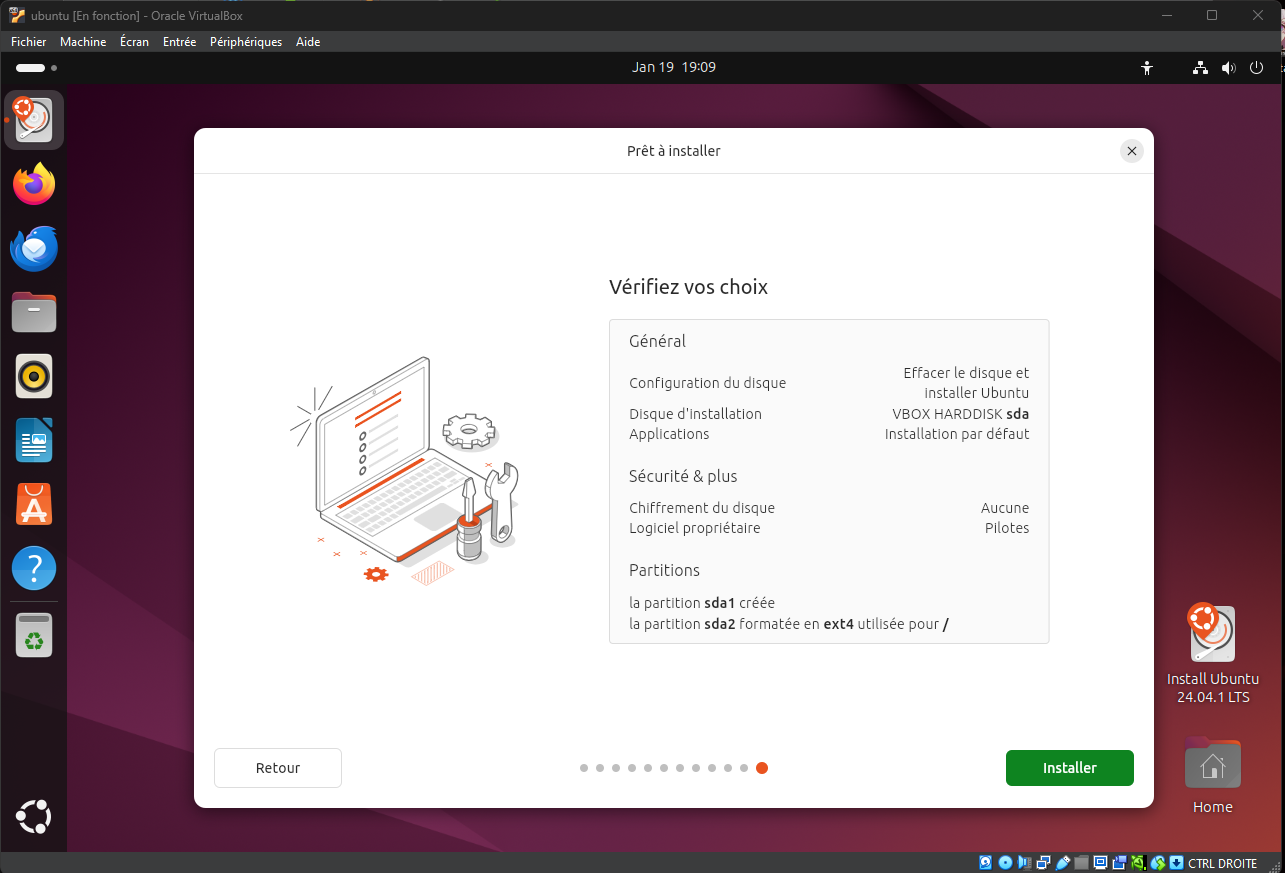 ubuntu [En fonction] - Oracle VirtualBox
Fichier Machine Écran Entrée Périphériques Aide
Jan 19 19:09
Prêt à installer
Vérifiez vos choix
Général
Configuration du disque
Effacer le disque et
installer Ubuntu
Disque d'installation VBOX HARDDISK sda
Applications Installation par défaut
Sécurité & plus
Chiffrement du disque Aucune
Logiciel propriétaire Pilotes
Partitions
la partition sda1 créée
la partition sda2 formatée en ext4 utilisée pour /
Install Ubuntu
24.04.1 LTS
Retour
Installer
Home
CTRL DROITE